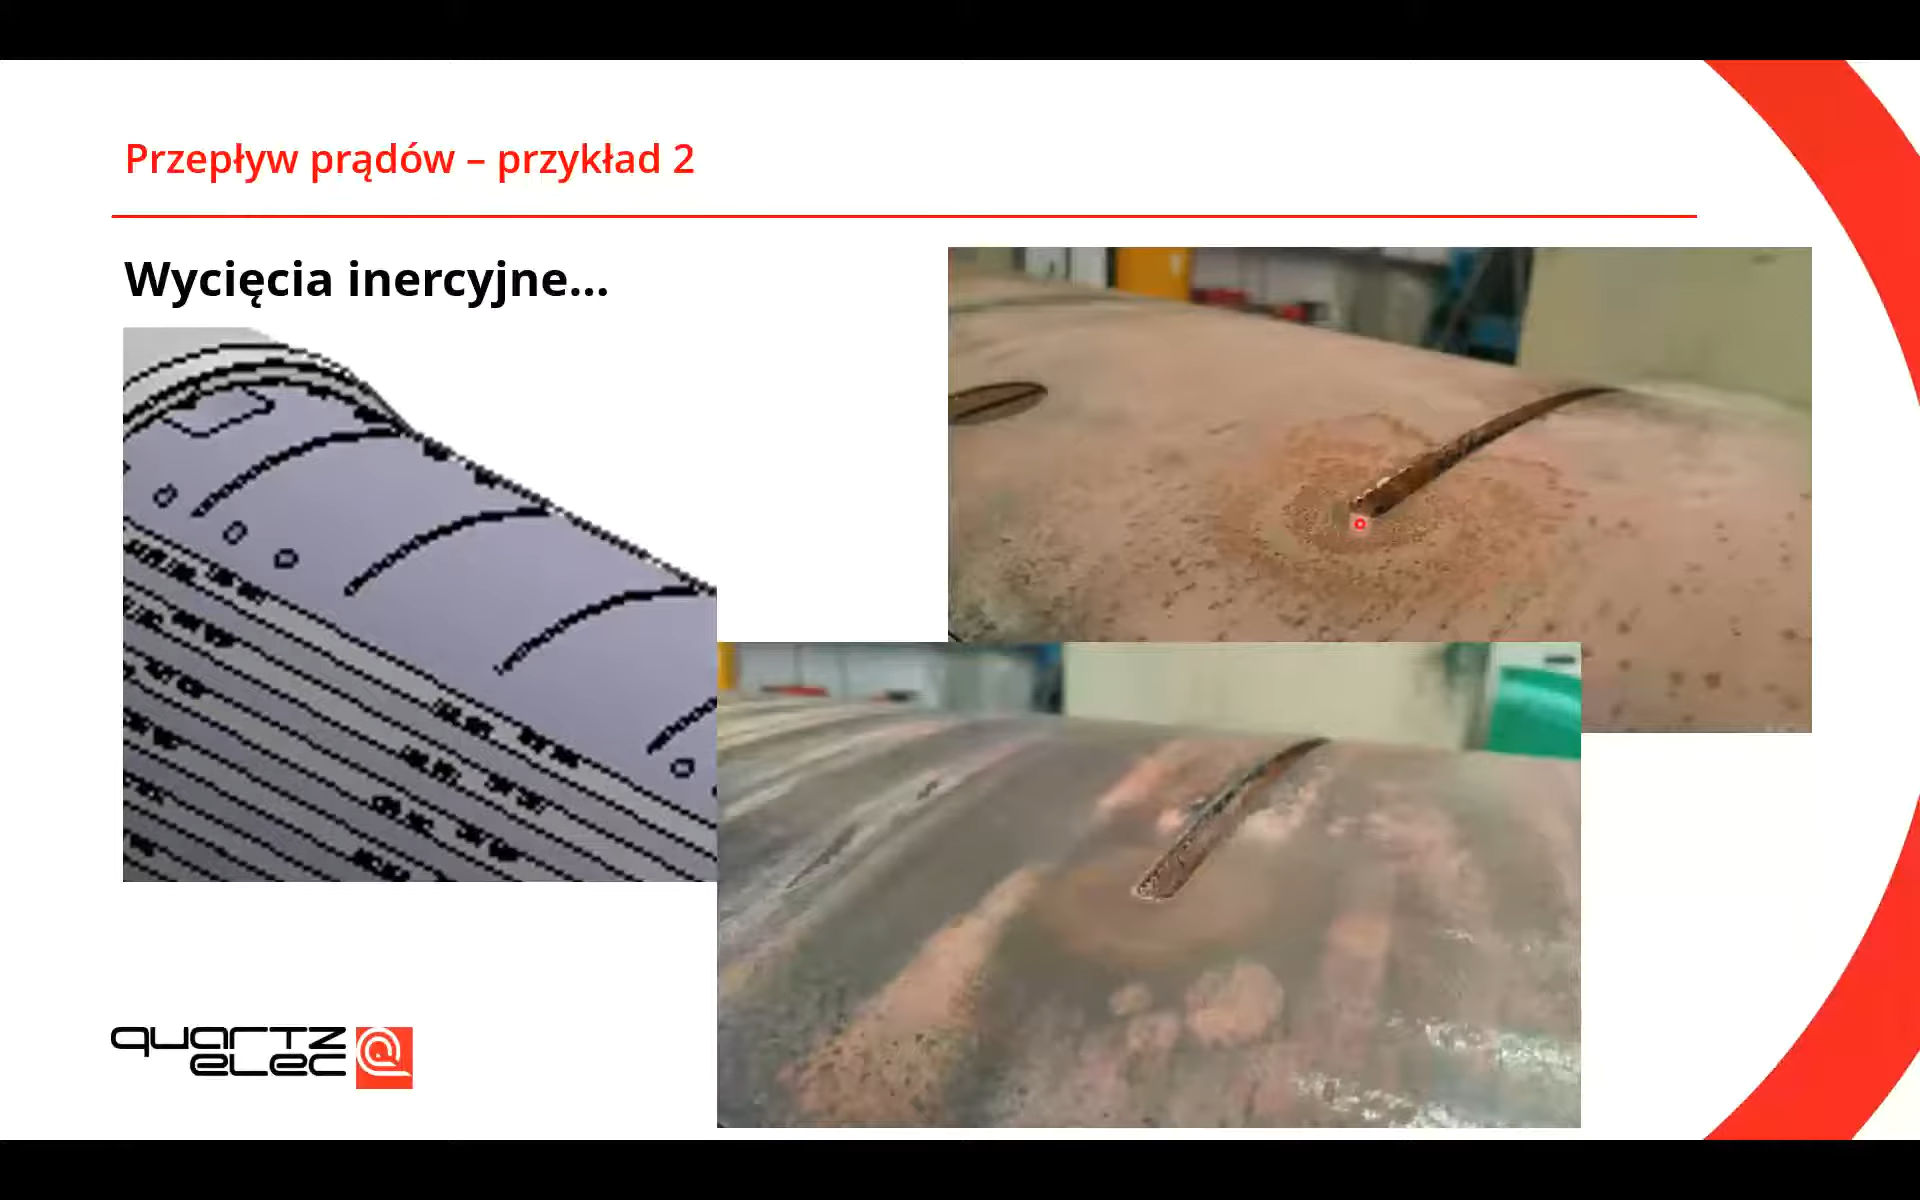 Przepływ prądów – przykład 2
Wycięcia inercyjne...
quartz
elec